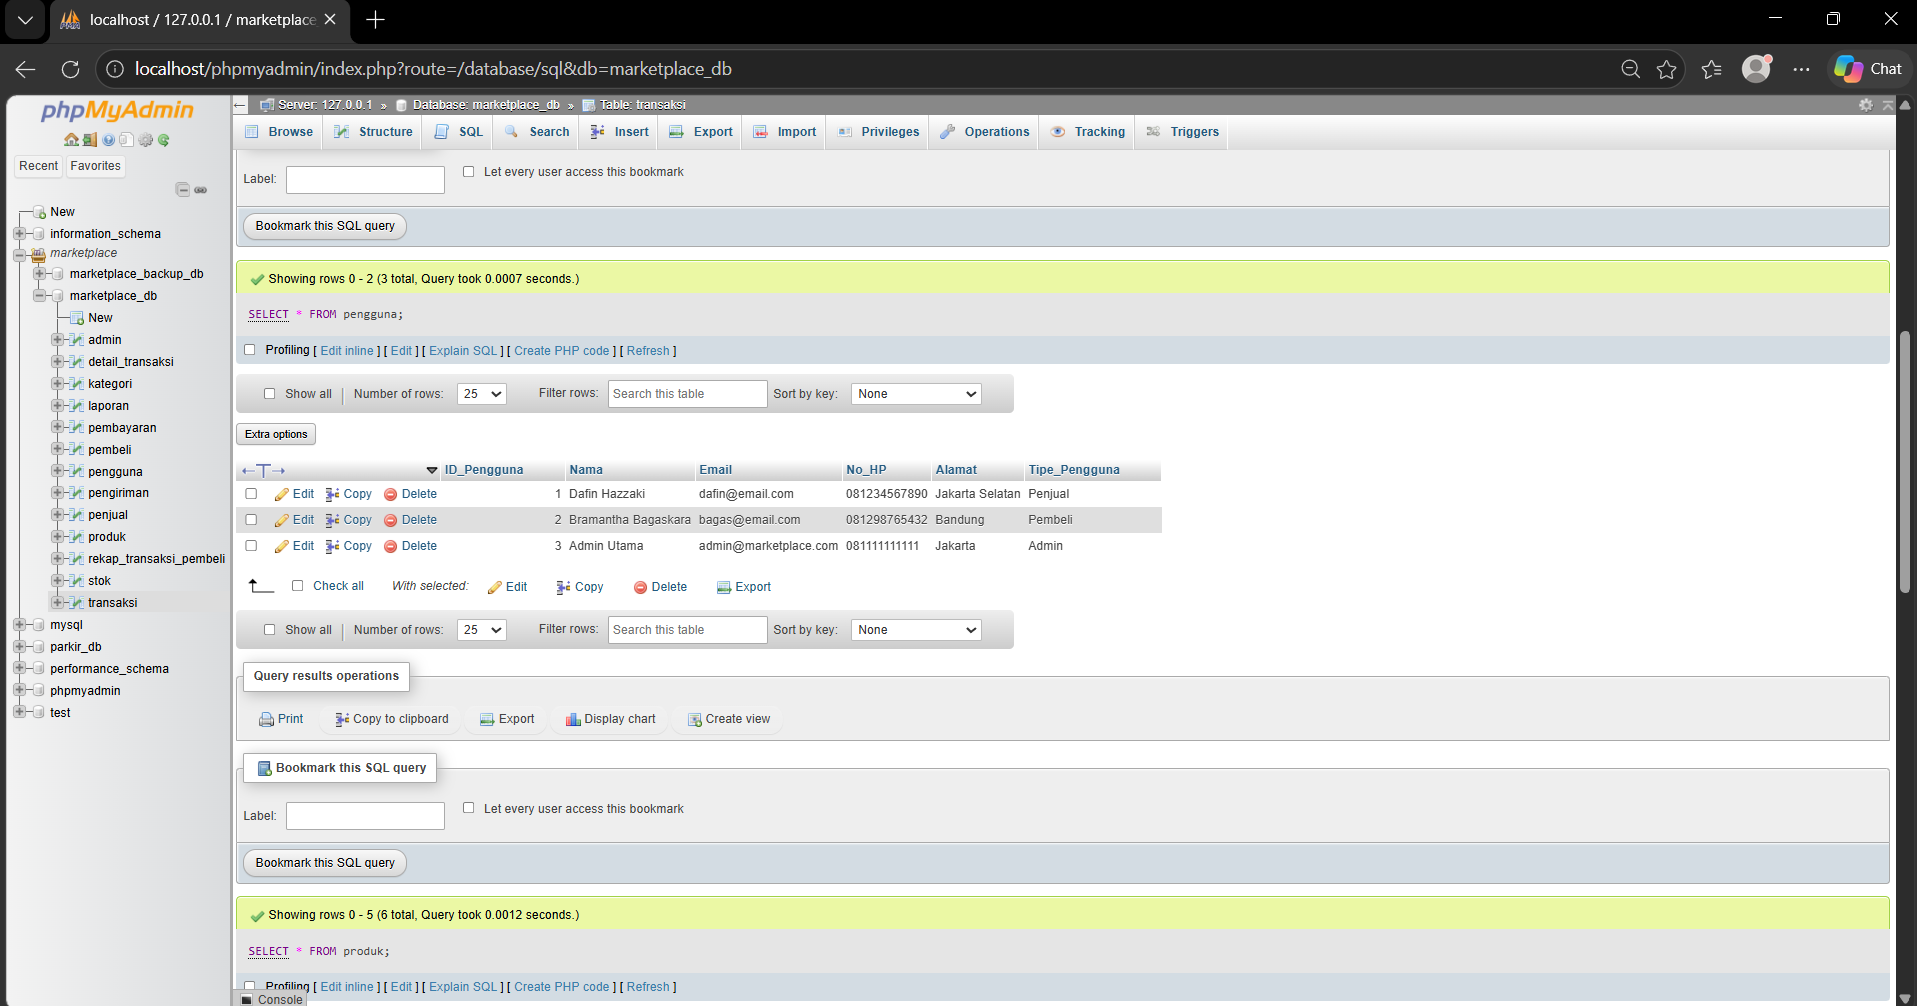 localhost / 127.0.0.1 / marketplace
localhost/phpmyadmin/index.php?route=/database/sql&db=marketplace_db
Chat
phpMyAdmin
Recent Favorites
New
information_schema
marketplace
marketplace_backup_db
marketplace_db
New
admin
detail_transaksi
kategori
laporan
pembayaran
pembeli
pengguna
pengiriman
penjual
produk
rekap_transaksi_pembeli
stok
transaksi
mysql
parkir_db
performance_schema
phpmyadmin
test
Server: 127.0.0.1 » Database: marketplace_db » Table: transaksi
Browse Structure SQL Search Insert Export Import Privileges Operations Tracking Triggers
Label: Let every user access this bookmark
Bookmark this SQL query
Showing rows 0 - 2 (3 total, Query took 0.0007 seconds.)
SELECT * FROM pengguna;
Profiling [ Edit inline ] [ Edit ] [ Explain SQL ] [ Create PHP code ] [ Refresh ]
Show all | Number of rows: 25 Filter rows: Search this table Sort by key: None
Extra options
←T→ ID_Pengguna Nama Email No_HP Alamat Tipe_Pengguna
Edit Copy Delete 1 Dafin Hazzaki dafin@email.com 081234567890 Jakarta Selatan Penjual
Edit Copy Delete 2 Bramantha Bagaskara bagas@email.com 081298765432 Bandung Pembeli
Edit Copy Delete 3 Admin Utama admin@marketplace.com 081111111111 Jakarta Admin
Check all With selected: Edit Copy Delete Export
Show all | Number of rows: 25 Filter rows: Search this table Sort by key: None
Query results operations
Print Copy to clipboard Export Display chart Create view
Bookmark this SQL query
Label: Let every user access this bookmark
Bookmark this SQL query
Showing rows 0 - 5 (6 total, Query took 0.0012 seconds.)
SELECT * FROM produk;
Profiling [ Edit inline ] [ Edit ] [ Explain SQL ] [ Create PHP code ] [ Refresh ]
Console